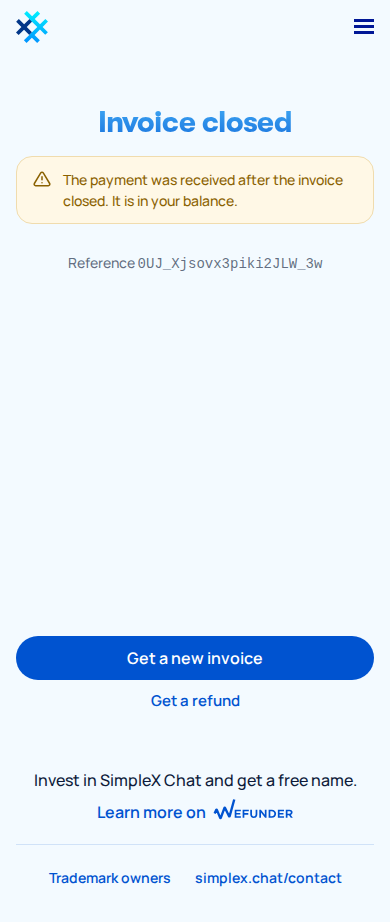 Invoice closed
The payment was received after the invoice
closed. It is in your balance.
Reference 0UJ_Xjsovx3piki2JLW_3w
Get a new invoice
Get a refund
Invest in SimpleX Chat and get a free name.
Learn more on WEFUNDER
Trademark owners simplex.chat/contact